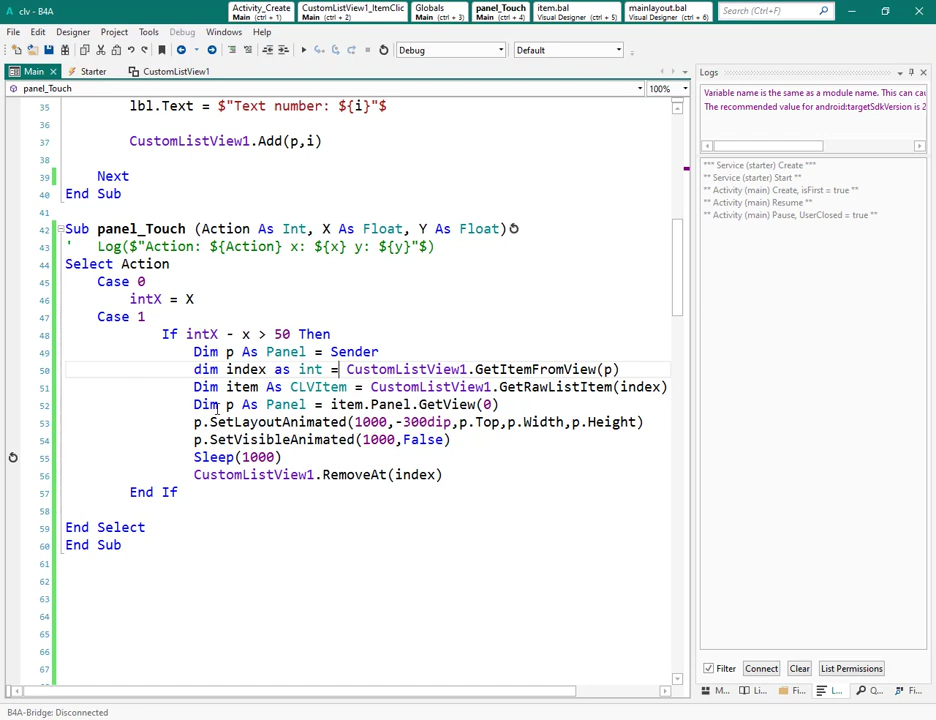 clv - B4A
Activity_Create
Main (ctrl + 1)
CustomListView1_ItemClic
Main (ctrl + 2)
Globals
Main (ctrl + 3)
panel_Touch
Main (ctrl + 4)
item.bal
Visual Designer (ctrl + 5)
mainlayout.bal
Visual Designer (ctrl + 6)
Search (Ctrl+F)
File Edit Designer Project Tools Debug Windows Help
Debug Default
Main Starter CustomListView1
panel_Touch 100%
35 lbl.Text = $"Text number: ${i}"$
36
37 CustomListView1.Add(p,i)
38
39 Next
40 End Sub
41
42 Sub panel_Touch (Action As Int, X As Float, Y As Float)
43 ' Log($"Action: ${Action} x: ${x} y: ${y}"$)
44 Select Action
45 Case 0
46 intX = X
47 Case 1
48 If intX - x > 50 Then
49 Dim p As Panel = Sender
50 dim index as int = CustomListView1.GetItemFromView(p)
51 Dim item As CLVItem = CustomListView1.GetRawListItem(index)
52 Dim p As Panel = item.Panel.GetView(0)
53 p.SetLayoutAnimated(1000,-300dip,p.Top,p.Width,p.Height)
54 p.SetVisibleAnimated(1000,False)
55 Sleep(1000)
56 CustomListView1.RemoveAt(index)
57 End If
58
59 End Select
60 End Sub
61
62
63
64
65
66
67
Logs
Variable name is the same as a module name. This can cau
The recommended value for android:targetSdkVersion is 2
*** Service (starter) Create ***
** Service (starter) Start **
** Activity (main) Create, isFirst = true **
** Activity (main) Resume **
** Activity (main) Pause, UserClosed = true **
Filter Connect Clear List Permissions
M... Li... Fi... L... Q... Fi...
B4A-Bridge: Disconnected